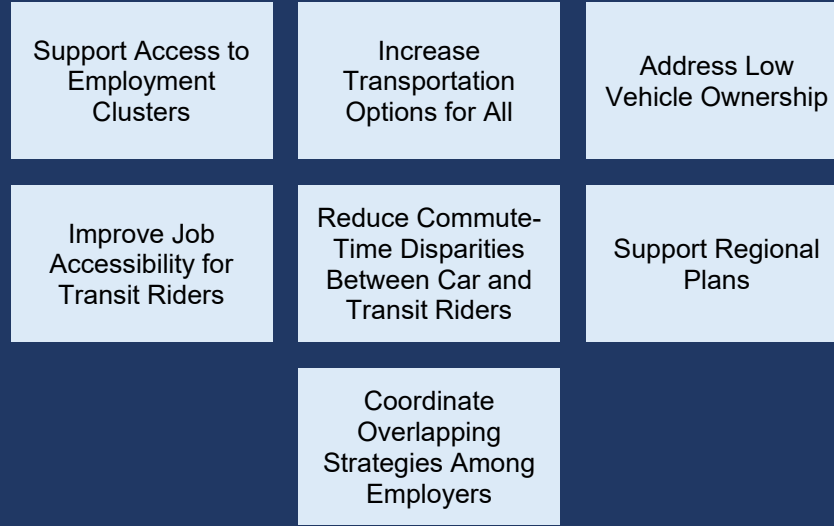 Support Access to
Employment
Clusters
Increase
Transportation
Options for All
Address Low
Vehicle Ownership
Improve Job
Accessibility for
Transit Riders
Reduce Commute-
Time Disparities
Between Car and
Transit Riders
Support Regional
Plans
Coordinate
Overlapping
Strategies Among
Employers